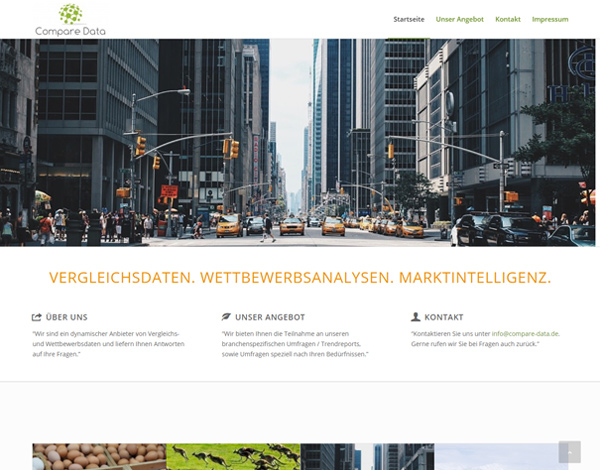 Compare Data
Startseite Unser Angebot Kontakt Impressum
VERGLEICHSDATEN. WETTBEWERBSANALYSEN. MARKTINTELLIGENZ.
ÜBER UNS
"Wir sind ein dynamischer Anbieter von Vergleichs-
und Wettbewerbsdaten und liefern Ihnen Antworten
auf Ihre Fragen."
UNSER ANGEBOT
"Wir bieten Ihnen die Teilnahme an unseren
branchenspezifischen Umfragen / Trendreports,
sowie Umfragen speziell nach Ihren Bedürfnissen."
KONTAKT
"Kontaktieren Sie uns unter info@compare-data.de.
Gerne rufen wir Sie bei Fragen auch zurück."